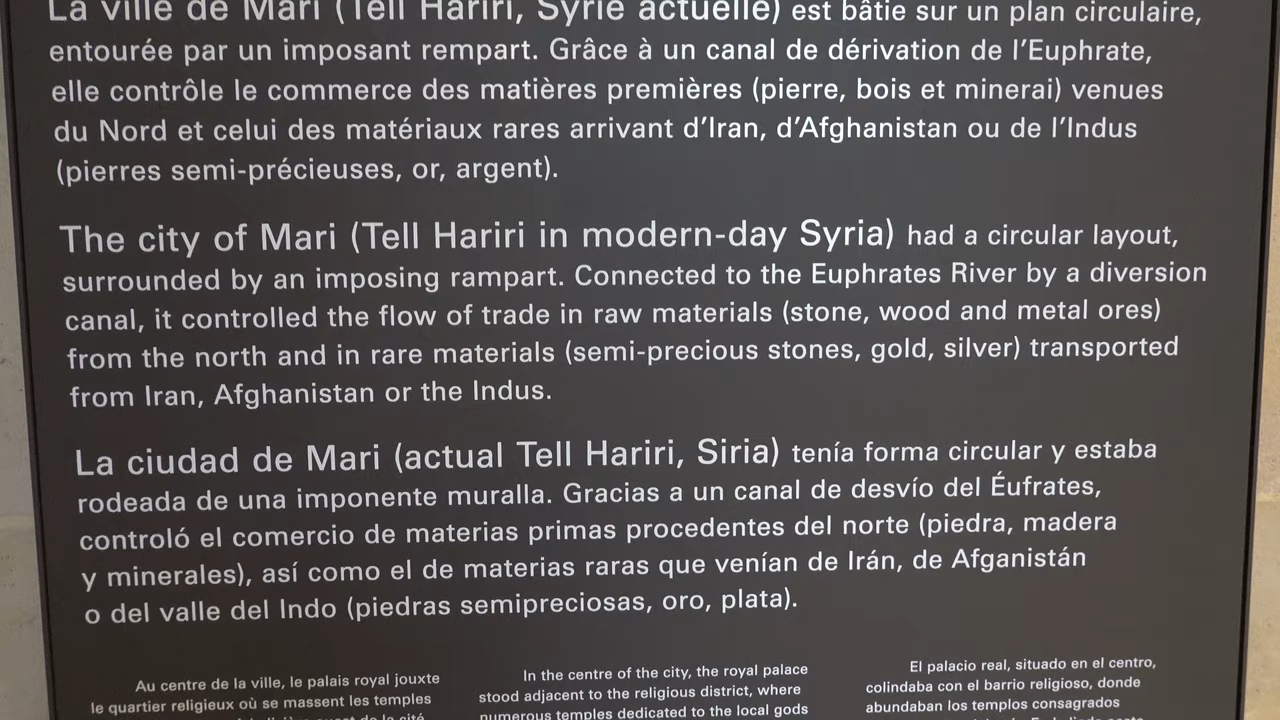 La ville de Mari (Tell Hariri, Syrie actuelle) est bâtie sur un plan circulaire,
entourée par un imposant rempart. Grâce à un canal de dérivation de l'Euphrate,
elle contrôle le commerce des matières premières (pierre, bois et minerai) venues
du Nord et celui des matériaux rares arrivant d'Iran, d'Afghanistan ou de l'Indus
(pierres semi-précieuses, or, argent).
The city of Mari (Tell Hariri in modern-day Syria) had a circular layout,
surrounded by an imposing rampart. Connected to the Euphrates River by a diversion
canal, it controlled the flow of trade in raw materials (stone, wood and metal ores)
from the north and in rare materials (semi-precious stones, gold, silver) transported
from Iran, Afghanistan or the Indus.
La ciudad de Mari (actual Tell Hariri, Siria) tenía forma circular y estaba
rodeada de una imponente muralla. Gracias a un canal de desvío del Éufrates,
controló el comercio de materias primas procedentes del norte (piedra, madera
y minerales), así como el de materias raras que venían de Irán, de Afganistán
o del valle del Indo (piedras semipreciosas, oro, plata).
Au centre de la ville, le palais royal jouxte
le quartier religieux où se massent les temples
de la cité
In the centre of the city, the royal palace
stood adjacent to the religious district, where
numerous temples dedicated to the local gods
El palacio real, situado en el centro,
colindaba con el barrio religioso, donde
abundaban los templos consagrados